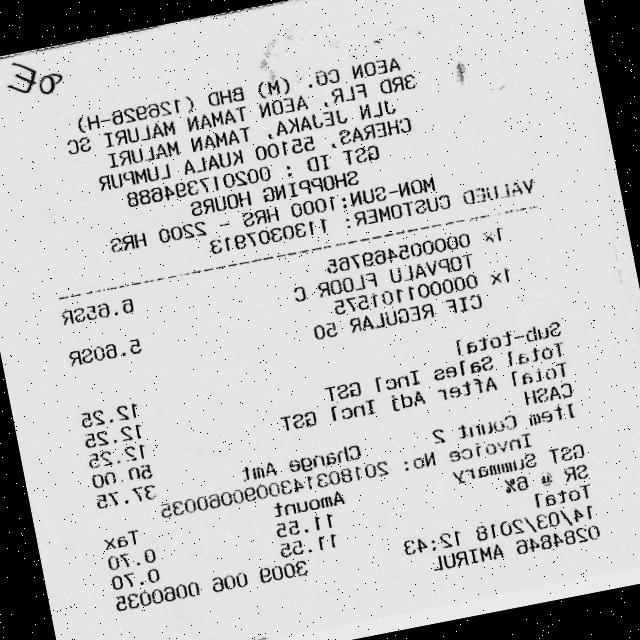 AEON CO. (M) BHD (126926-H)
3RD FLR, AEON TAMAN MALURI SC
JLN JEJAKA, TAMAN MALURI
CHERAS, 55100 KUALA LUMPUR
GST ID : 002017394688
SHOPPING HOURS
MON-SUN:1000 HRS - 2200 HRS
VALUED CUSTOMER: 1130307913
1x 000005469765
TOPVALU FLOOR C 6.65SR
1x 000001101575
CIF REGULAR 50 5.60SR
Sub-total 12.25
Total Sales Incl GST 12.25
Total After Adj Incl GST 12.25
CASH 50.00
Item Count 2 Change Amt 37.75
Invoice No: 2018031430090060035
GST Summary Amount Tax
SR @ 6% 11.55 0.70
Total 11.55 0.70
14/03/2018 12:43 3009 006 0060035
0284846 AMIRUL